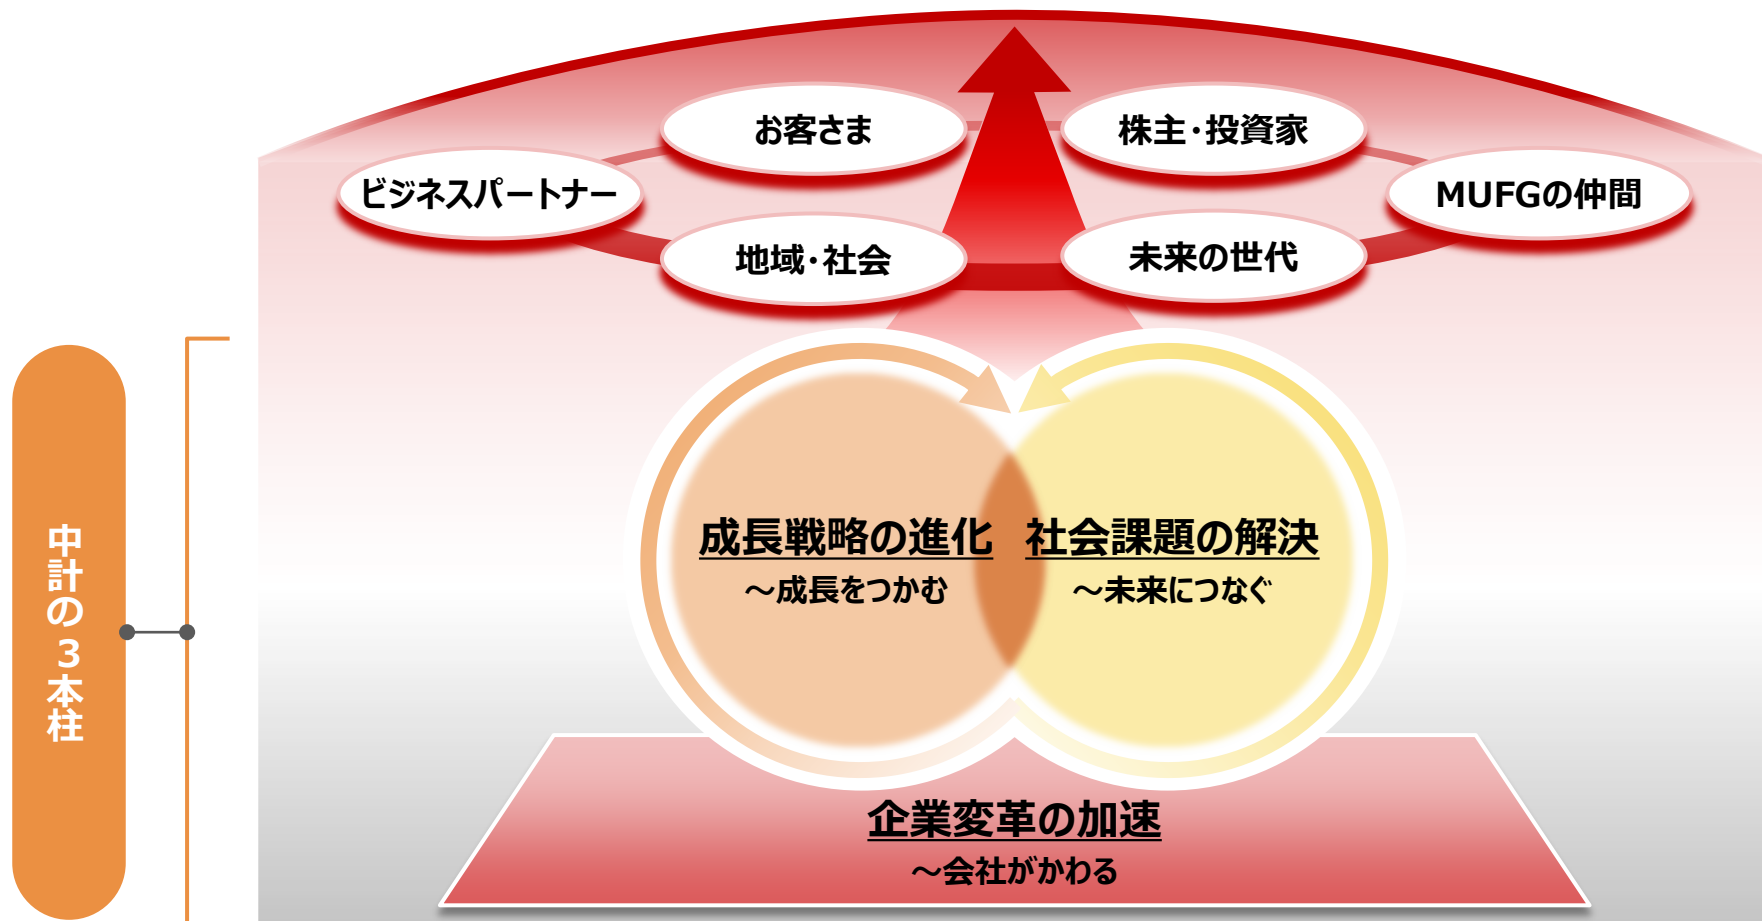 お客さま
株主・投資家
ビジネスパートナー
MUFGの仲間
地域・社会
未来の世代
中計の3本柱
成長戦略の進化
～成長をつかむ
社会課題の解決
～未来につなぐ
企業変革の加速
～会社がかわる